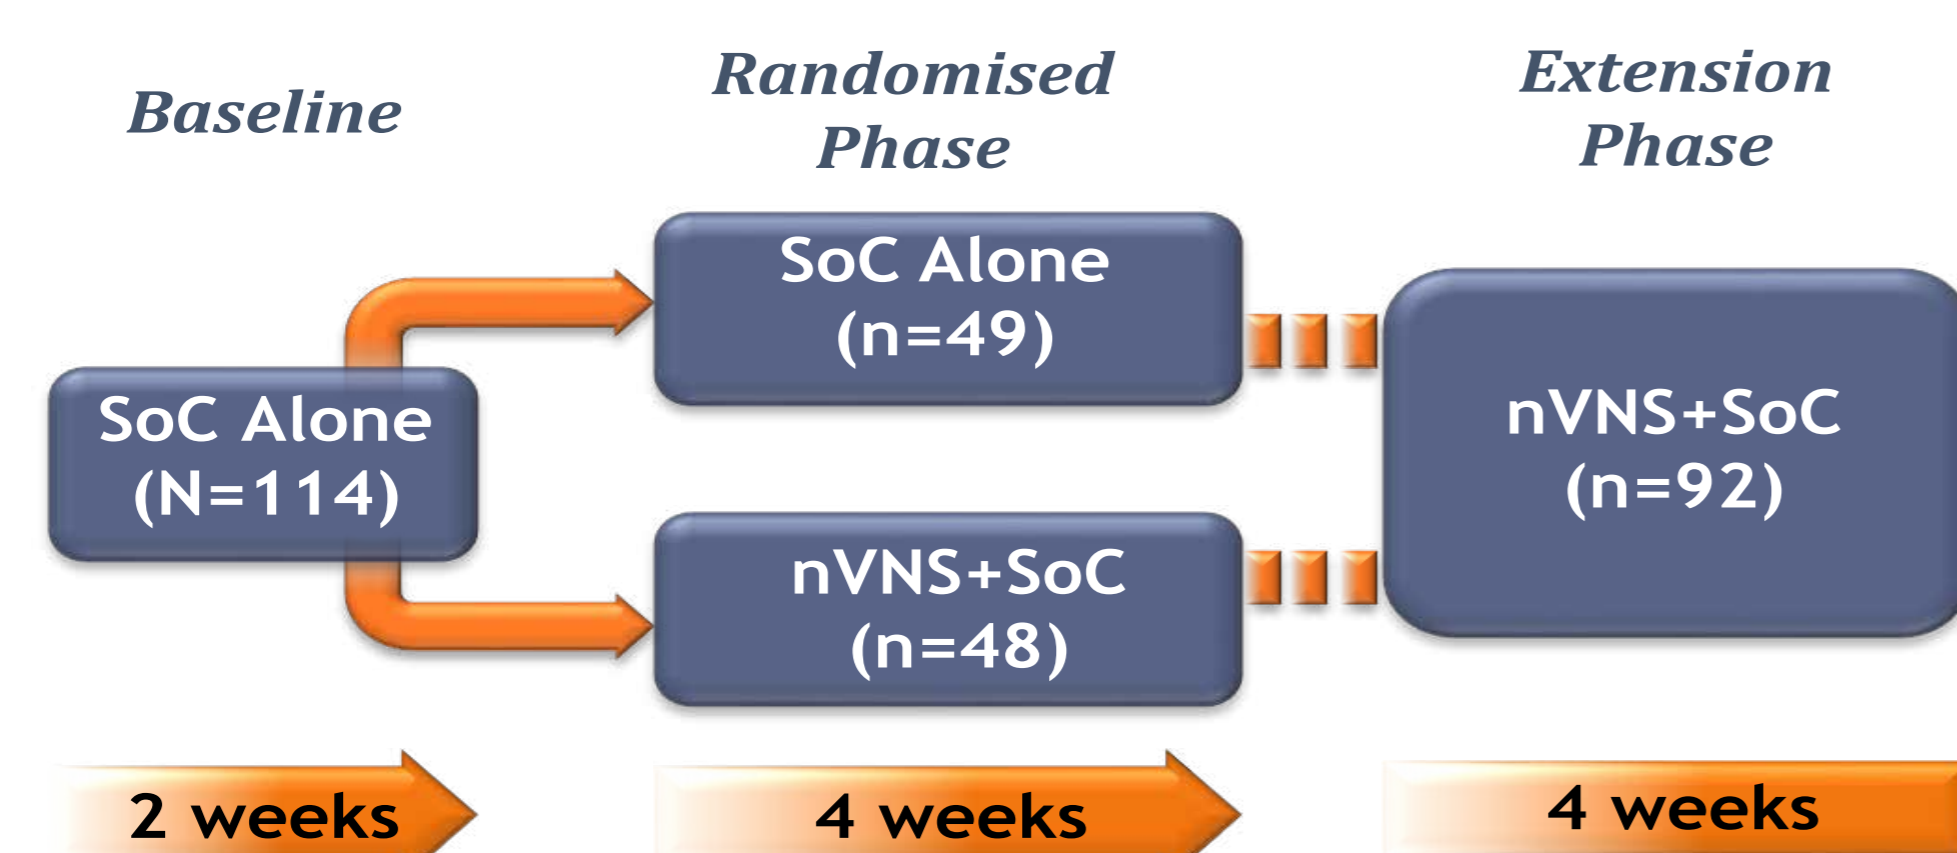 Baseline
Randomised
Phase
Extension
Phase
SoC Alone
(N=114)
SoC Alone
(n=49)
nVNS+SoC
(n=48)
nVNS+SoC
(n=92)
2 weeks
4 weeks
4 weeks